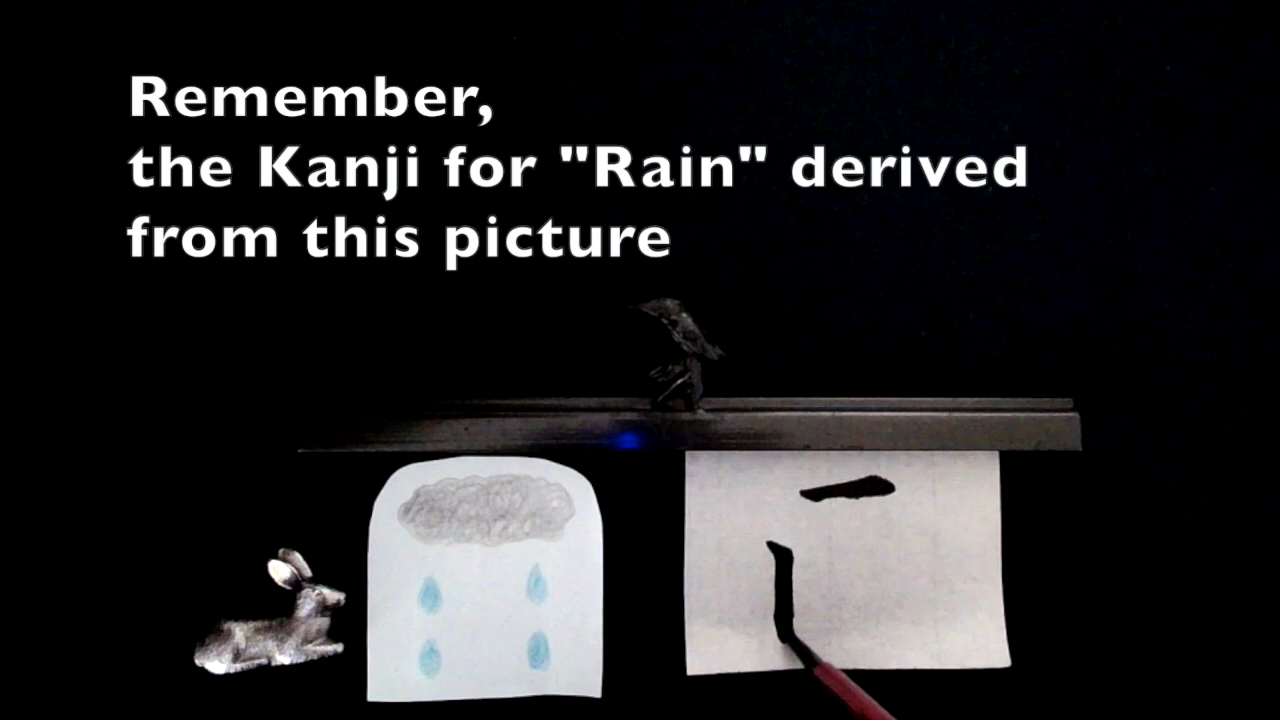 Remember,
the Kanji for "Rain" derived
from this picture